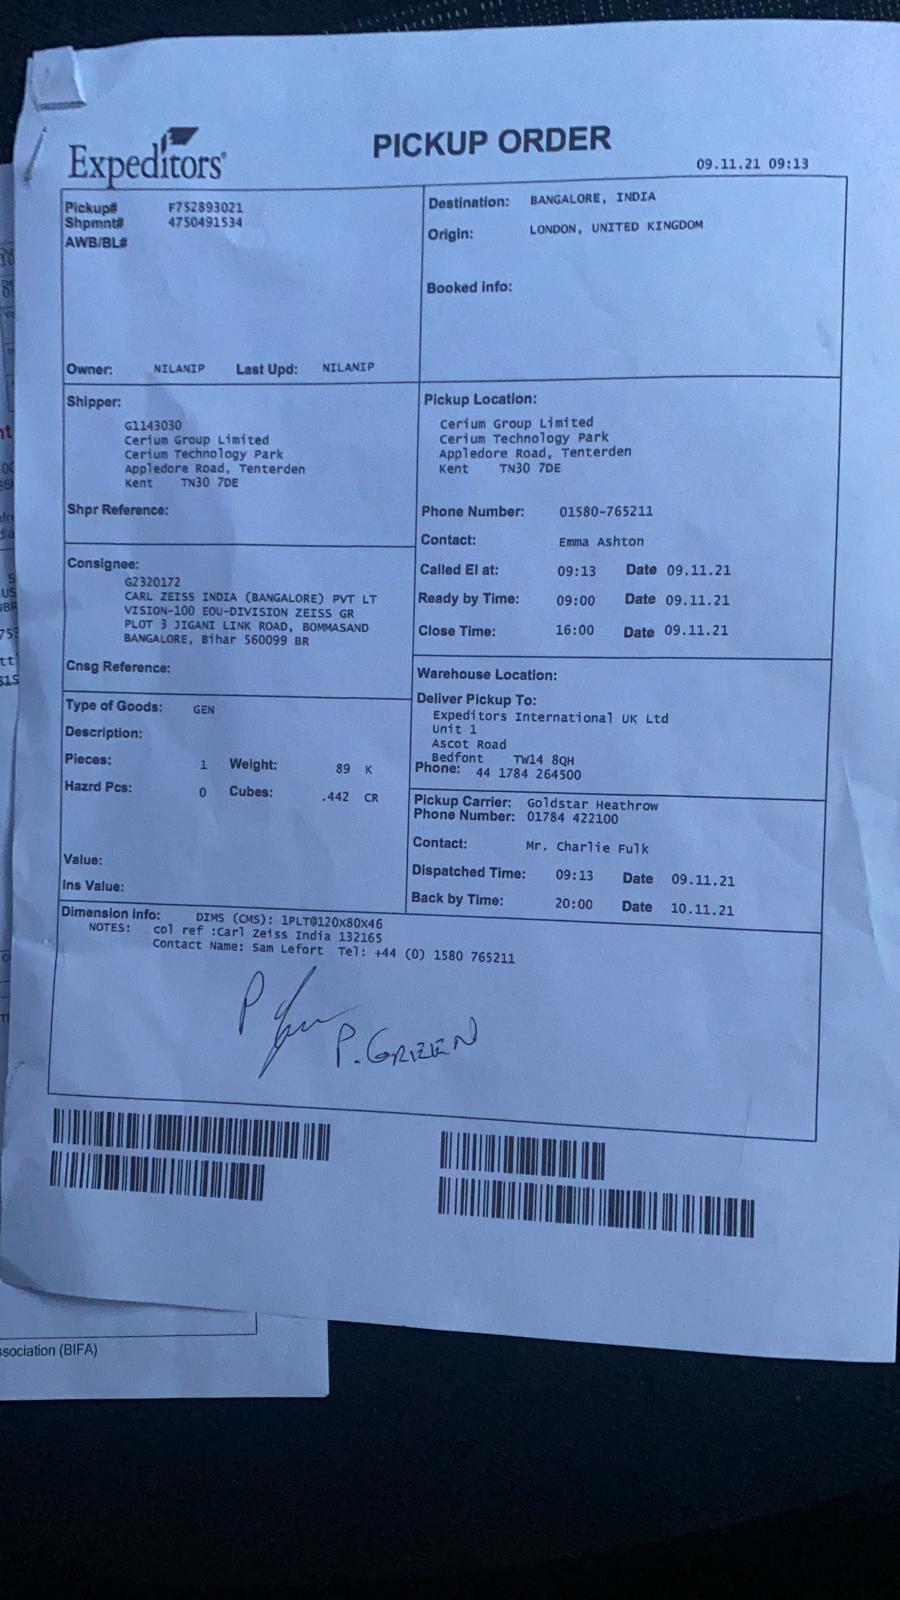 Expeditors®
PICKUP ORDER
09.11.21 09:13
Pickup# F752893021
Shpmnt# 4750491534
AWB/BL#
Owner: NILANIP Last Upd: NILANIP
Destination: BANGALORE, INDIA
Origin: LONDON, UNITED KINGDOM
Booked info:
Shipper:
G1143030
Cerium Group Limited
Cerium Technology Park
Appledore Road, Tenterden
Kent TN30 7DE
Shpr Reference:
Pickup Location:
Cerium Group Limited
Cerium Technology Park
Appledore Road, Tenterden
Kent TN30 7DE
Phone Number: 01580-765211
Contact: Emma Ashton
Called EI at: 09:13 Date 09.11.21
Ready by Time: 09:00 Date 09.11.21
Close Time: 16:00 Date 09.11.21
Consignee:
G2320172
CARL ZEISS INDIA (BANGALORE) PVT LT
VISION-100 EOU-DIVISION ZEISS GR
PLOT 3 JIGANI LINK ROAD, BOMMASAND
BANGALORE, Bihar 560099 BR
Cnsg Reference:
Warehouse Location:
Deliver Pickup To:
Expeditors International UK Ltd
Unit 1
Ascot Road
Bedfont TW14 8QH
Phone: 44 1784 264500
Type of Goods: GEN
Description:
Pieces: 1 Weight: 89 K
Hazrd Pcs: 0 Cubes: .442 CR
Value:
Ins Value:
Pickup Carrier: Goldstar Heathrow
Phone Number: 01784 422100
Contact: Mr. Charlie Fulk
Dispatched Time: 09:13 Date 09.11.21
Back by Time: 20:00 Date 10.11.21
Dimension info: DIMS (CMS): 1PLT@120X80X46
NOTES: col ref :Carl Zeiss India 132165
Contact Name: Sam Lefort Tel: +44 (0) 1580 765211
P. GREEN
ssociation (BIFA)